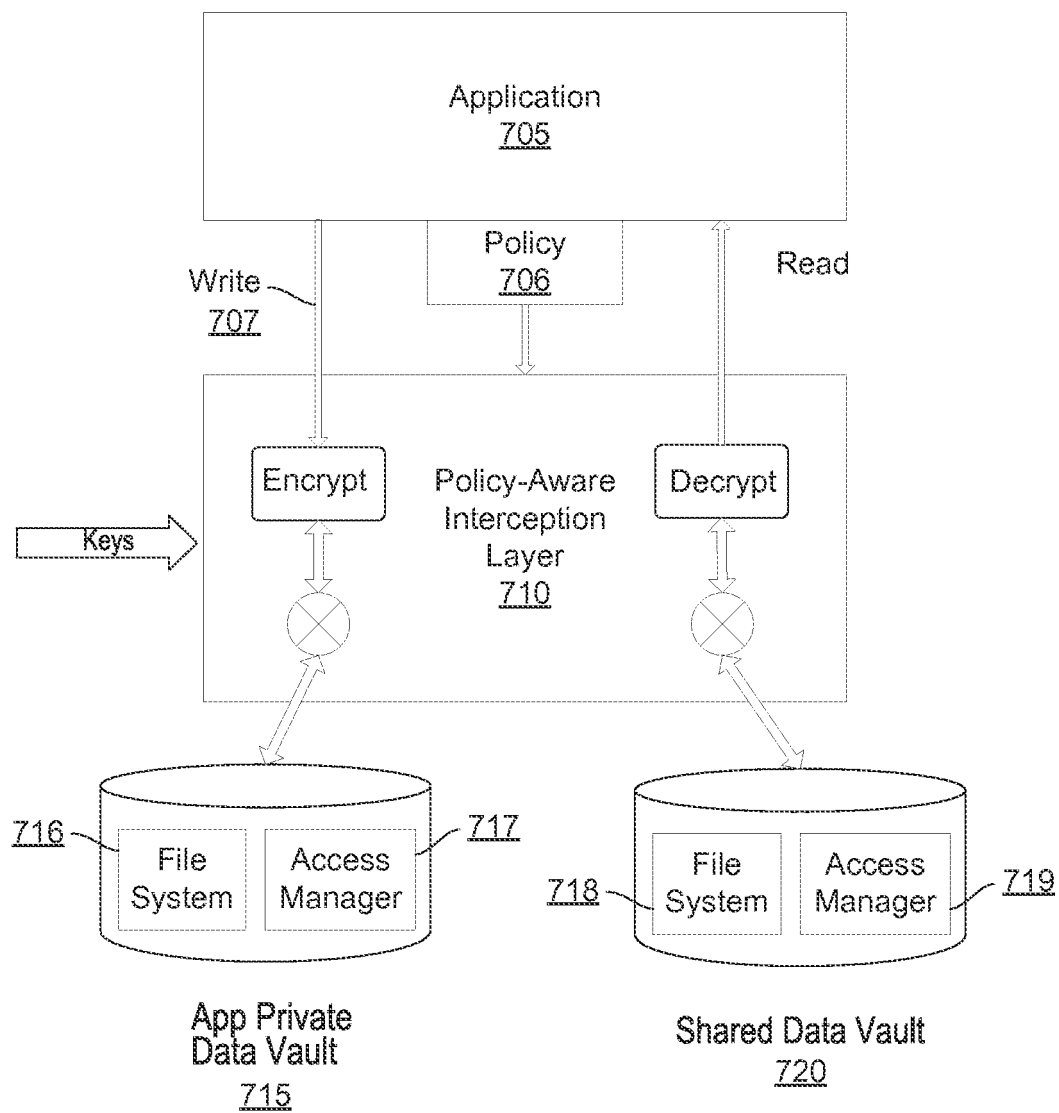 Application
705
Policy
706
Read
Write
707
Encrypt
Policy-Aware
Interception
Layer
710
Decrypt
Keys
716
File
System
Access
Manager
717
718
File
System
Access
Manager
719
App Private
Data Vault
715
Shared Data Vault
720